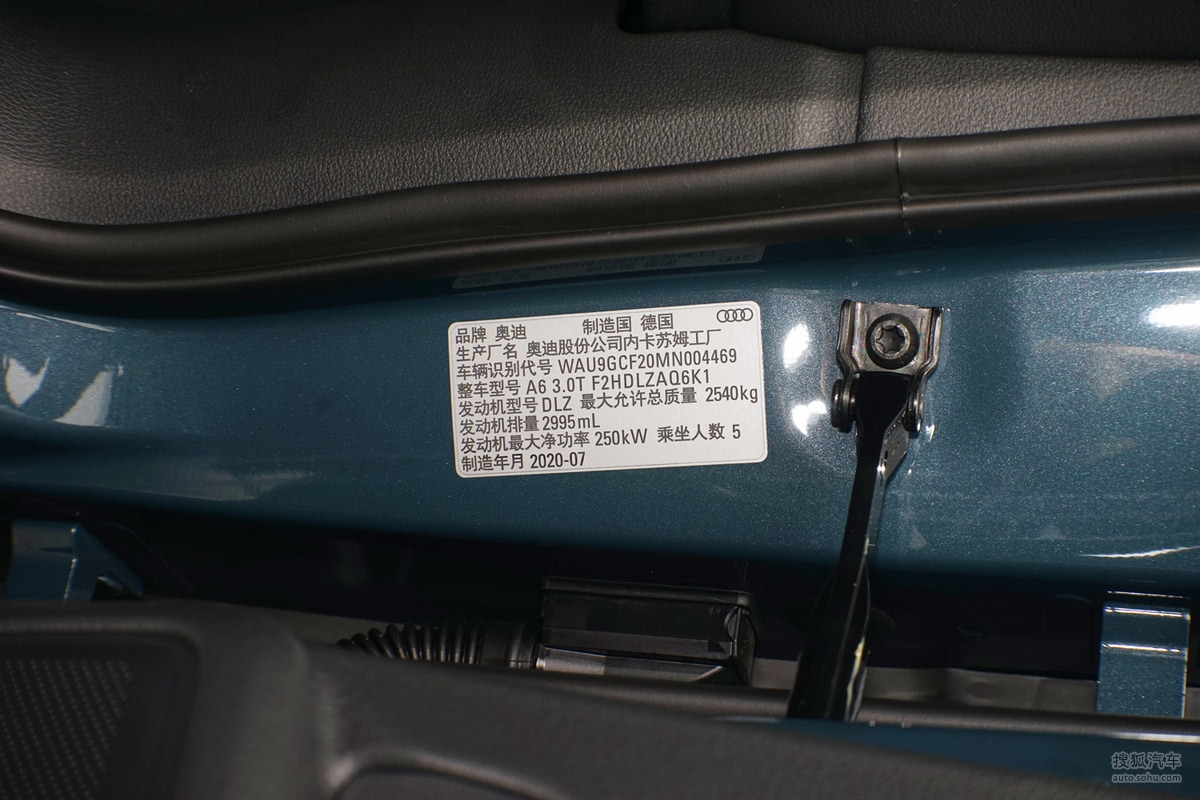 品牌 奥迪 制造国 德国
生产厂名 奥迪股份公司内卡苏姆工厂
车辆识别代号 WAU9GCF20MN004469
整车型号 A6 3.0T F2HDLZAQ6K1
发动机型号 DLZ 最大允许总质量 2540kg
发动机排量 2995mL
发动机最大净功率 250kW 乘坐人数 5
制造年月 2020-07
搜狐汽车
auto.sohu.com